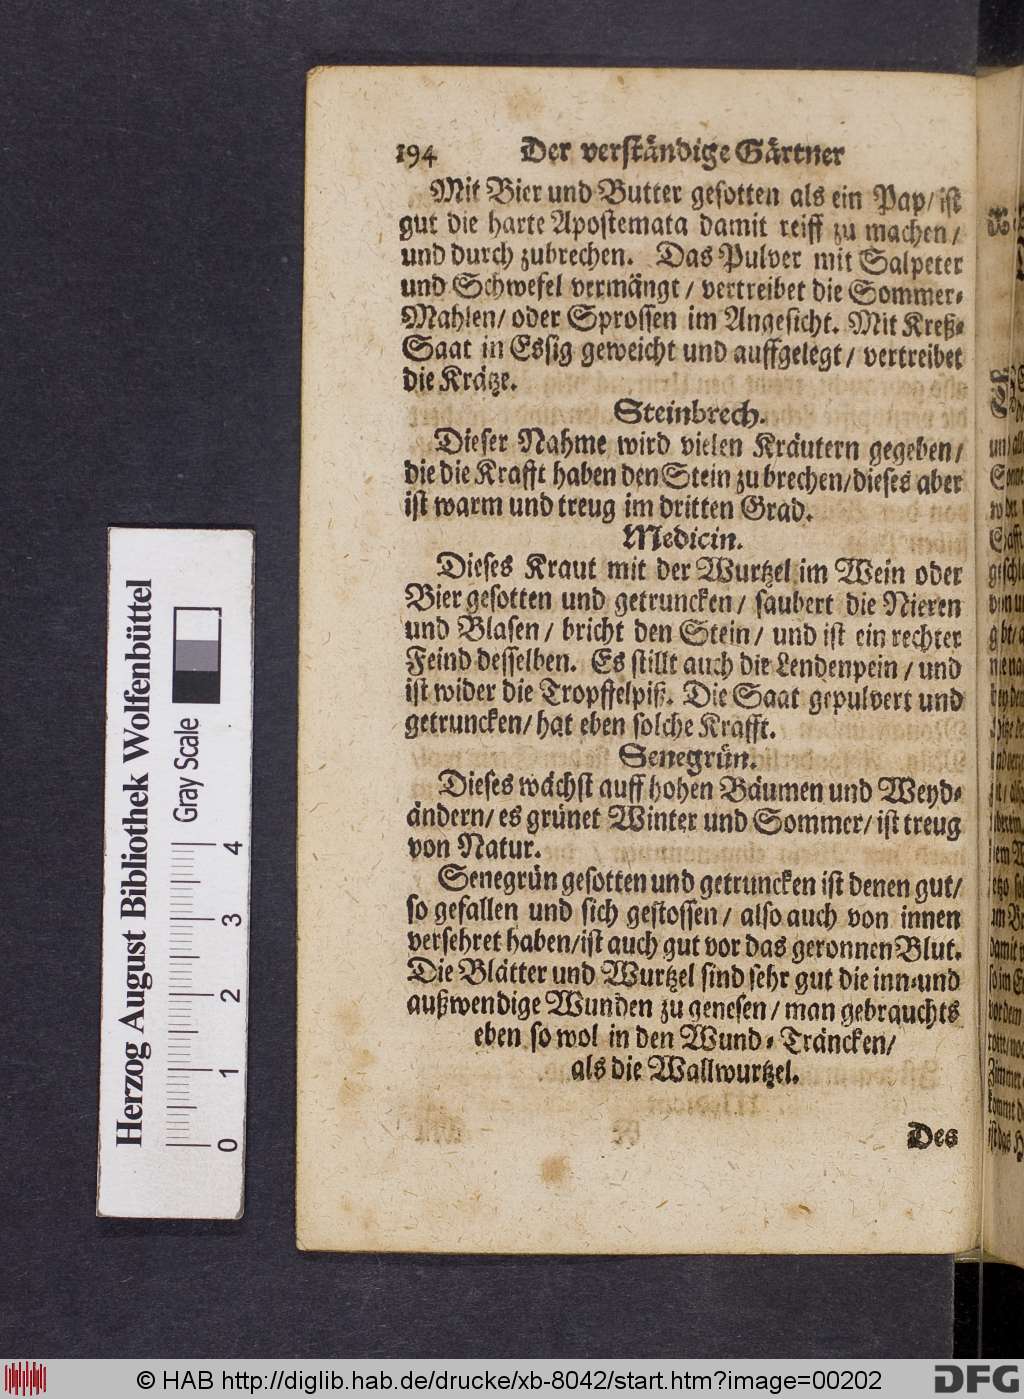 194 Der verständige Gärtner
Mit Bier und Butter gesotten als ein Pap/ ist
gut die harte Apostemata damit reiff zu machen/
und durch zubrechen. Das Pulver mit Salpeter
und Schwefel vermängt/ vertreibet die Sommer-
Mahlen/ oder Sprossen im Angesicht. Mit Kreß-
Saat in Essig geweicht und auffgelegt/ vertreibet
die Krätze.
Steinbrech.
Dieser Nahme wird vielen Kräutern gegeben/
die die Krafft haben den Stein zu brechen/ dieses aber
ist warm und treug im dritten Grad.
Medicin.
Dieses Kraut mit der Wurtzel im Wein oder
Bier gesotten und getruncken/ saubert die Nieren
und Blasen/ bricht den Stein/ und ist ein rechter
Feind desselben. Es stillt auch die Lendenpein/ und
ist wider die Tropffelpiß. Die Saat gepulvert und
getruncken/ hat eben solche Krafft.
Senegrün.
Dieses wächst auff hohen Bäumen und Weyd-
ändern/ es grünet Winter und Sommer/ ist treug
von Natur.
Senegrün gesotten und getruncken ist denen gut/
so gefallen und sich gestossen/ also auch von innen
versehret haben/ ist auch gut vor das geronnen Blut.
Die Blätter und Wurtzel sind sehr gut die inn-und
außwendige Wunden zu genesen/ man gebrauchts
eben so wol in den Wund-Träncken/
als die Wallwurtzel.
Des
Herzog August Bibliothek Wolfenbüttel
Gray Scale
0 1 2 3 4
© HAB http://diglib.hab.de/drucke/xb-8042/start.htm?image=00202
DFG